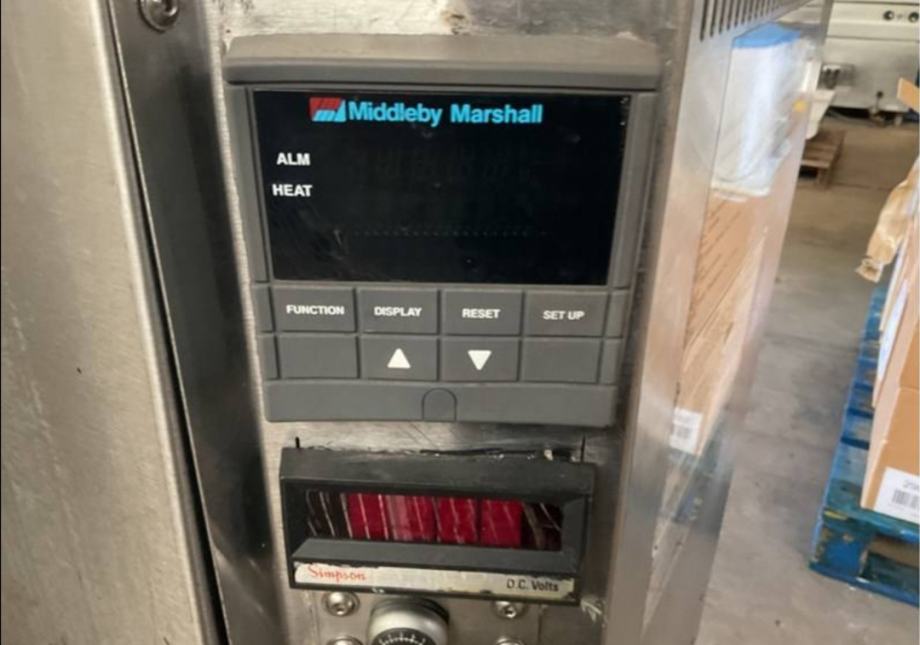 Middleby Marshall
ALM
HEAT
FUNCTION DISPLAY RESET SET UP
Simpson D.C. Volts